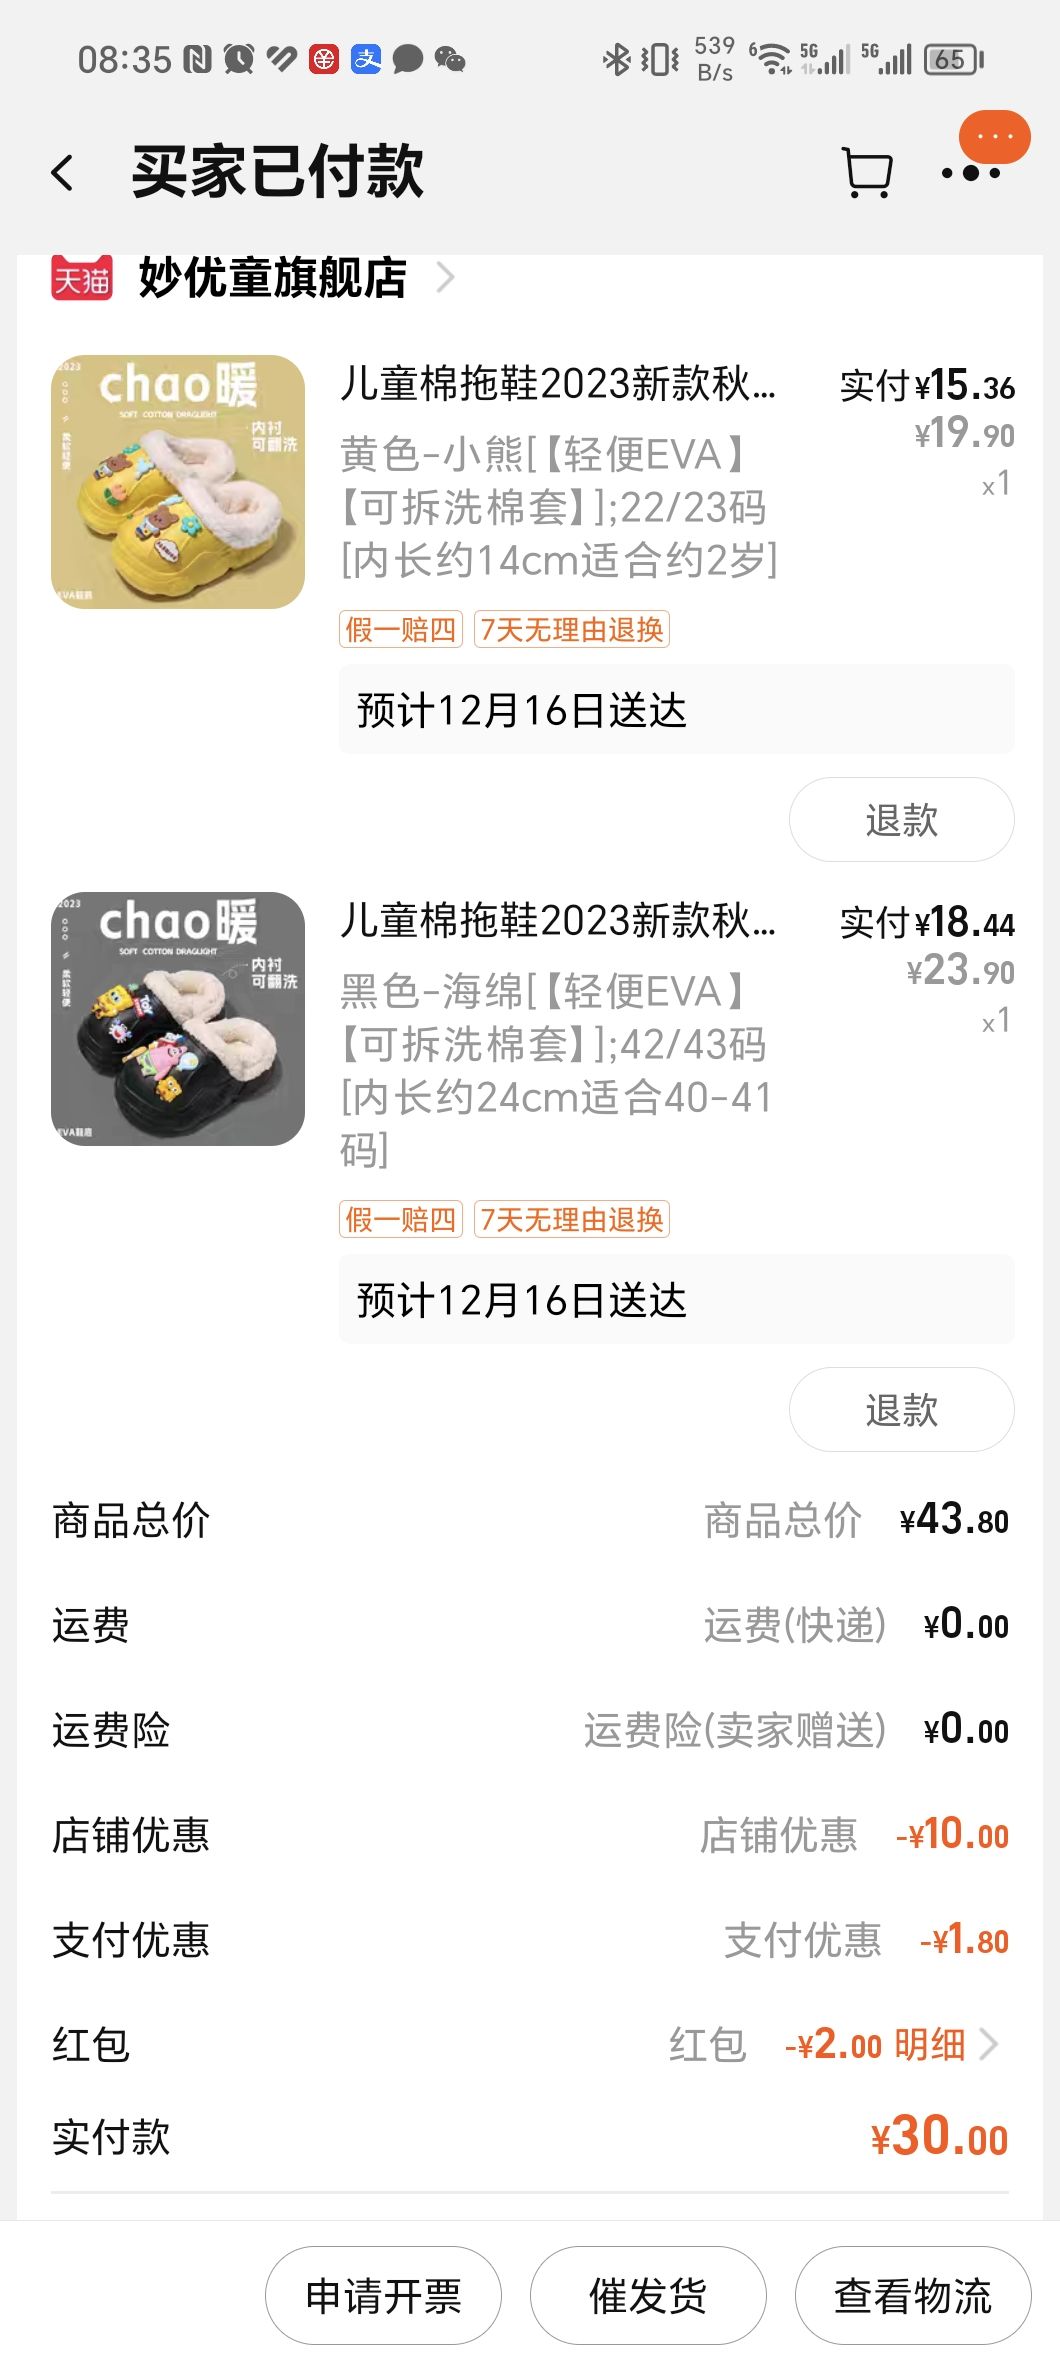 08:35
539
B/s
6
5G
5G
65
买家已付款
天猫 妙优童旗舰店
2023
chao暖
SOFT COTTON DRAGLIGHT
内衬
可翻洗
柔软轻便
EVA鞋底
儿童棉拖鞋2023新款秋... 实付¥15.36
¥19.90
x1
黄色-小熊[【轻便EVA】
【可拆洗棉套】];22/23码
[内长约14cm适合约2岁]
假一赔四 7天无理由退换
预计12月16日送达
退款
2023
chao暖
SOFT COTTON DRAGLIGHT
内衬
可翻洗
柔软轻便
EVA鞋底
儿童棉拖鞋2023新款秋... 实付¥18.44
¥23.90
x1
黑色-海绵[【轻便EVA】
【可拆洗棉套】];42/43码
[内长约24cm适合40-41
码]
假一赔四 7天无理由退换
预计12月16日送达
退款
商品总价 商品总价 ¥43.80
运费 运费(快递) ¥0.00
运费险 运费险(卖家赠送) ¥0.00
店铺优惠 店铺优惠 -¥10.00
支付优惠 支付优惠 -¥1.80
红包 红包 -¥2.00 明细
实付款 ¥30.00
申请开票 催发货 查看物流